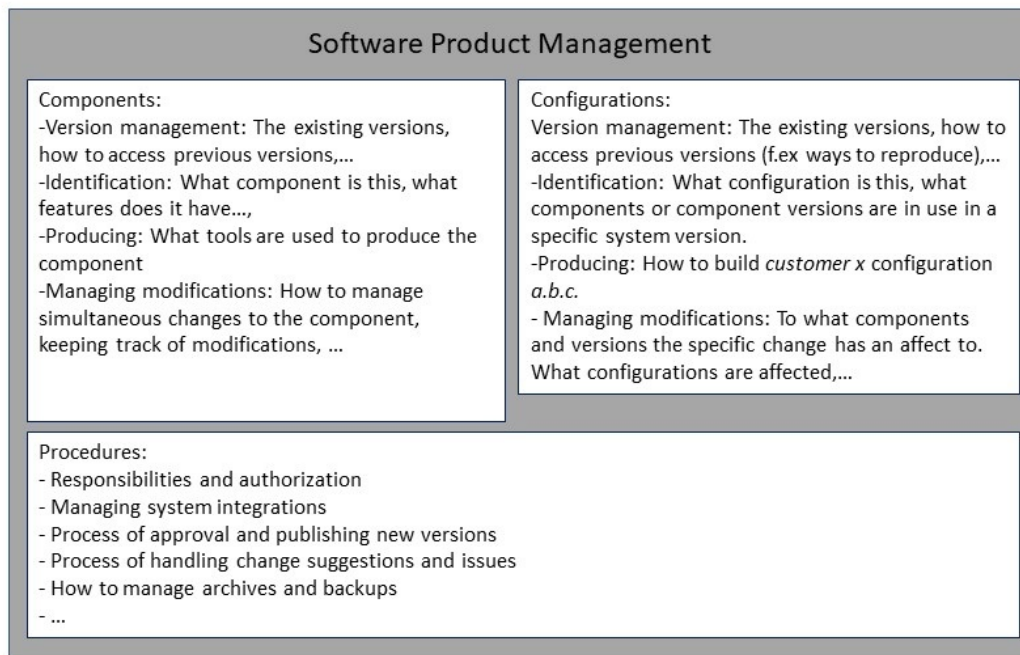 Software Product Management
Components:
-Version management: The existing versions,
how to access previous versions,...
-Identification: What component is this, what
features does it have...,
-Producing: What tools are used to produce the
component
-Managing modifications: How to manage
simultaneous changes to the component,
keeping track of modifications, ...
Configurations:
Version management: The existing versions, how to
access previous versions (f.ex ways to reproduce),...
-Identification: What configuration is this, what
components or component versions are in use in a
specific system version.
-Producing: How to build customer x configuration
a.b.c.
- Managing modifications: To what components
and versions the specific change has an affect to.
What configurations are affected,...
Procedures:
- Responsibilities and authorization
- Managing system integrations
- Process of approval and publishing new versions
- Process of handling change suggestions and issues
- How to manage archives and backups
- ...